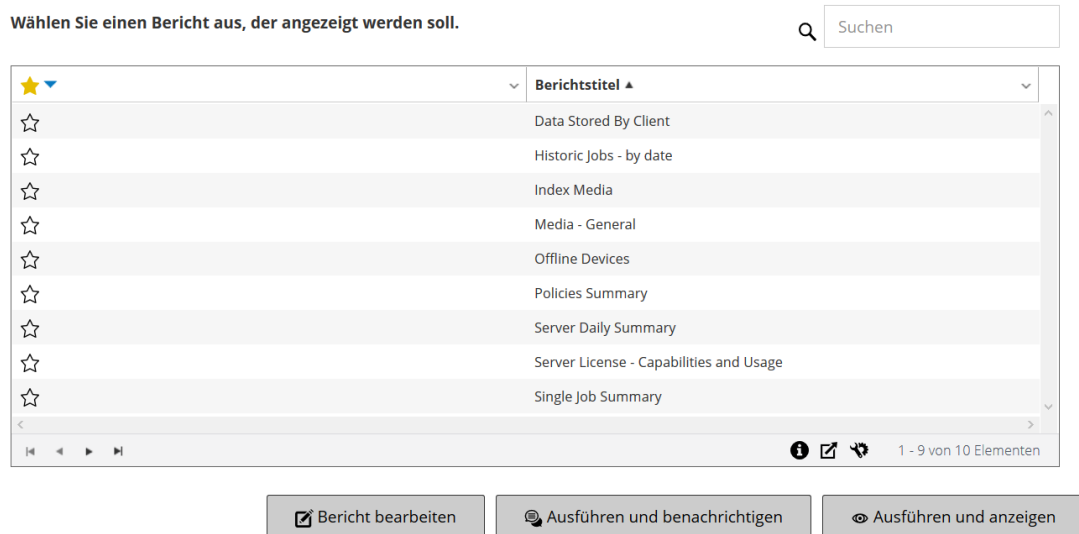 Wählen Sie einen Bericht aus, der angezeigt werden soll.
Suchen
Berichtstitel
Data Stored By Client
Historic Jobs - by date
Index Media
Media - General
Offline Devices
Policies Summary
Server Daily Summary
Server License - Capabilities and Usage
Single Job Summary
1 - 9 von 10 Elementen
Bericht bearbeiten
Ausführen und benachrichtigen
Ausführen und anzeigen